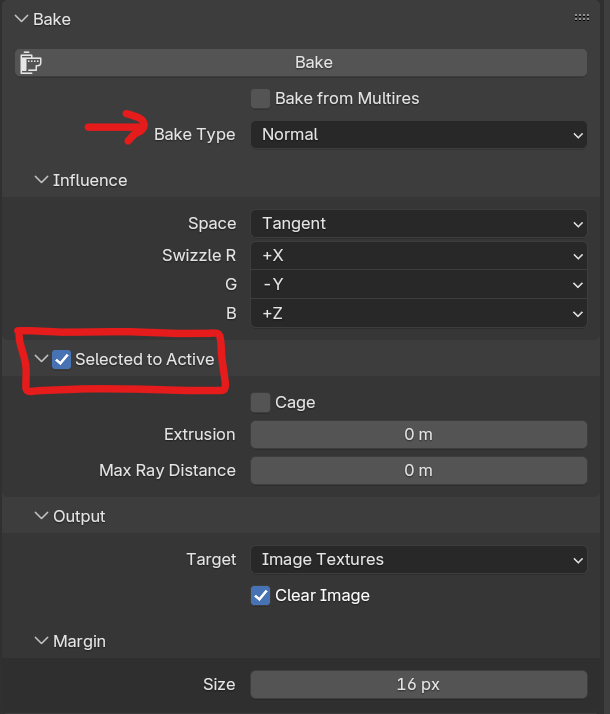 Bake
Bake
Bake from Multires
Bake Type Normal
Influence
Space Tangent
Swizzle R +X
G -Y
B +Z
Selected to Active
Cage
Extrusion 0 m
Max Ray Distance 0 m
Output
Target Image Textures
Clear Image
Margin
Size 16 px